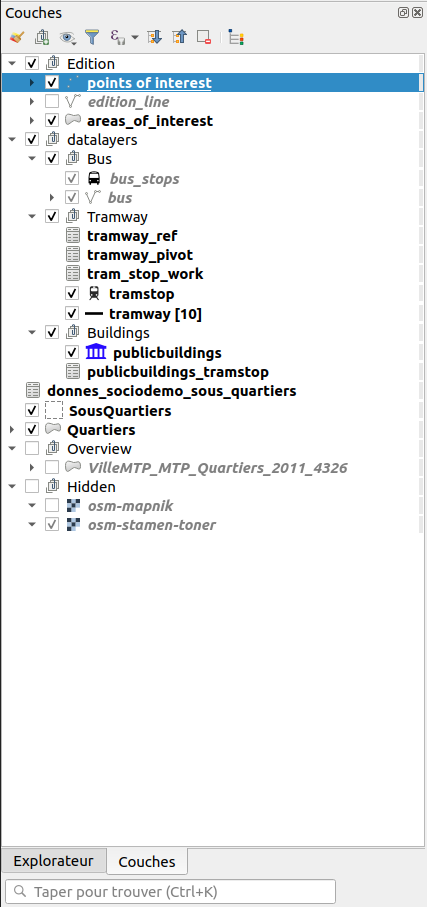 Couches
Edition
points of interest
edition_line
areas_of_interest
datalayers
Bus
bus_stops
bus
Tramway
tramway_ref
tramway_pivot
tram_stop_work
tramstop
tramway [10]
Buildings
publicbuildings
publicbuildings_tramstop
donnes_sociodemo_sous_quartiers
SousQuartiers
Quartiers
Overview
VilleMTP_MTP_Quartiers_2011_4326
Hidden
osm-mapnik
osm-stamen-toner
Explorateur Couches
Taper pour trouver (Ctrl+K)